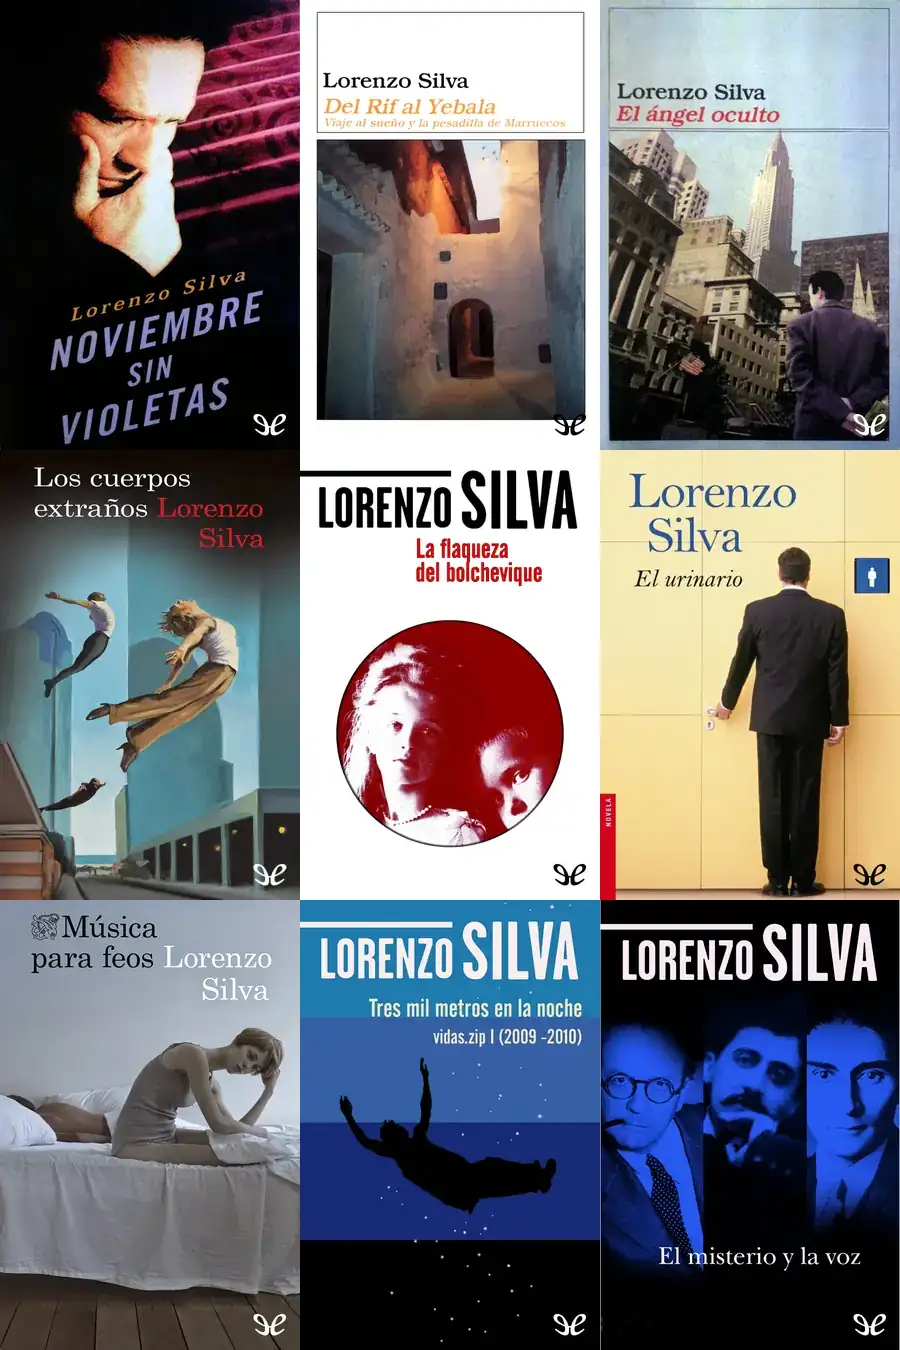 Lorenzo Silva
NOVIEMBRE
SIN
VIOLETAS
Lorenzo Silva
Del Rif al Yebala
Viaje al sueño y la pesadilla de Marruecos
Lorenzo Silva
El ángel oculto
Los cuerpos
extraños Lorenzo
Silva
LORENZO SILVA
La flaqueza
del bolchevique
Lorenzo
Silva
El urinario
NOVELA
Música
para feos Lorenzo
Silva
LORENZO SILVA
Tres mil metros en la noche
vidas.zip I (2009 -2010)
LORENZO SILVA
El misterio y la voz